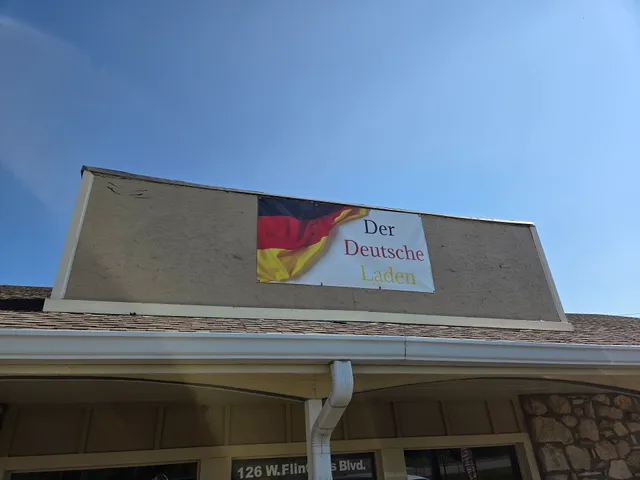 Der
Deutsche
Laden
126 W. Blvd.